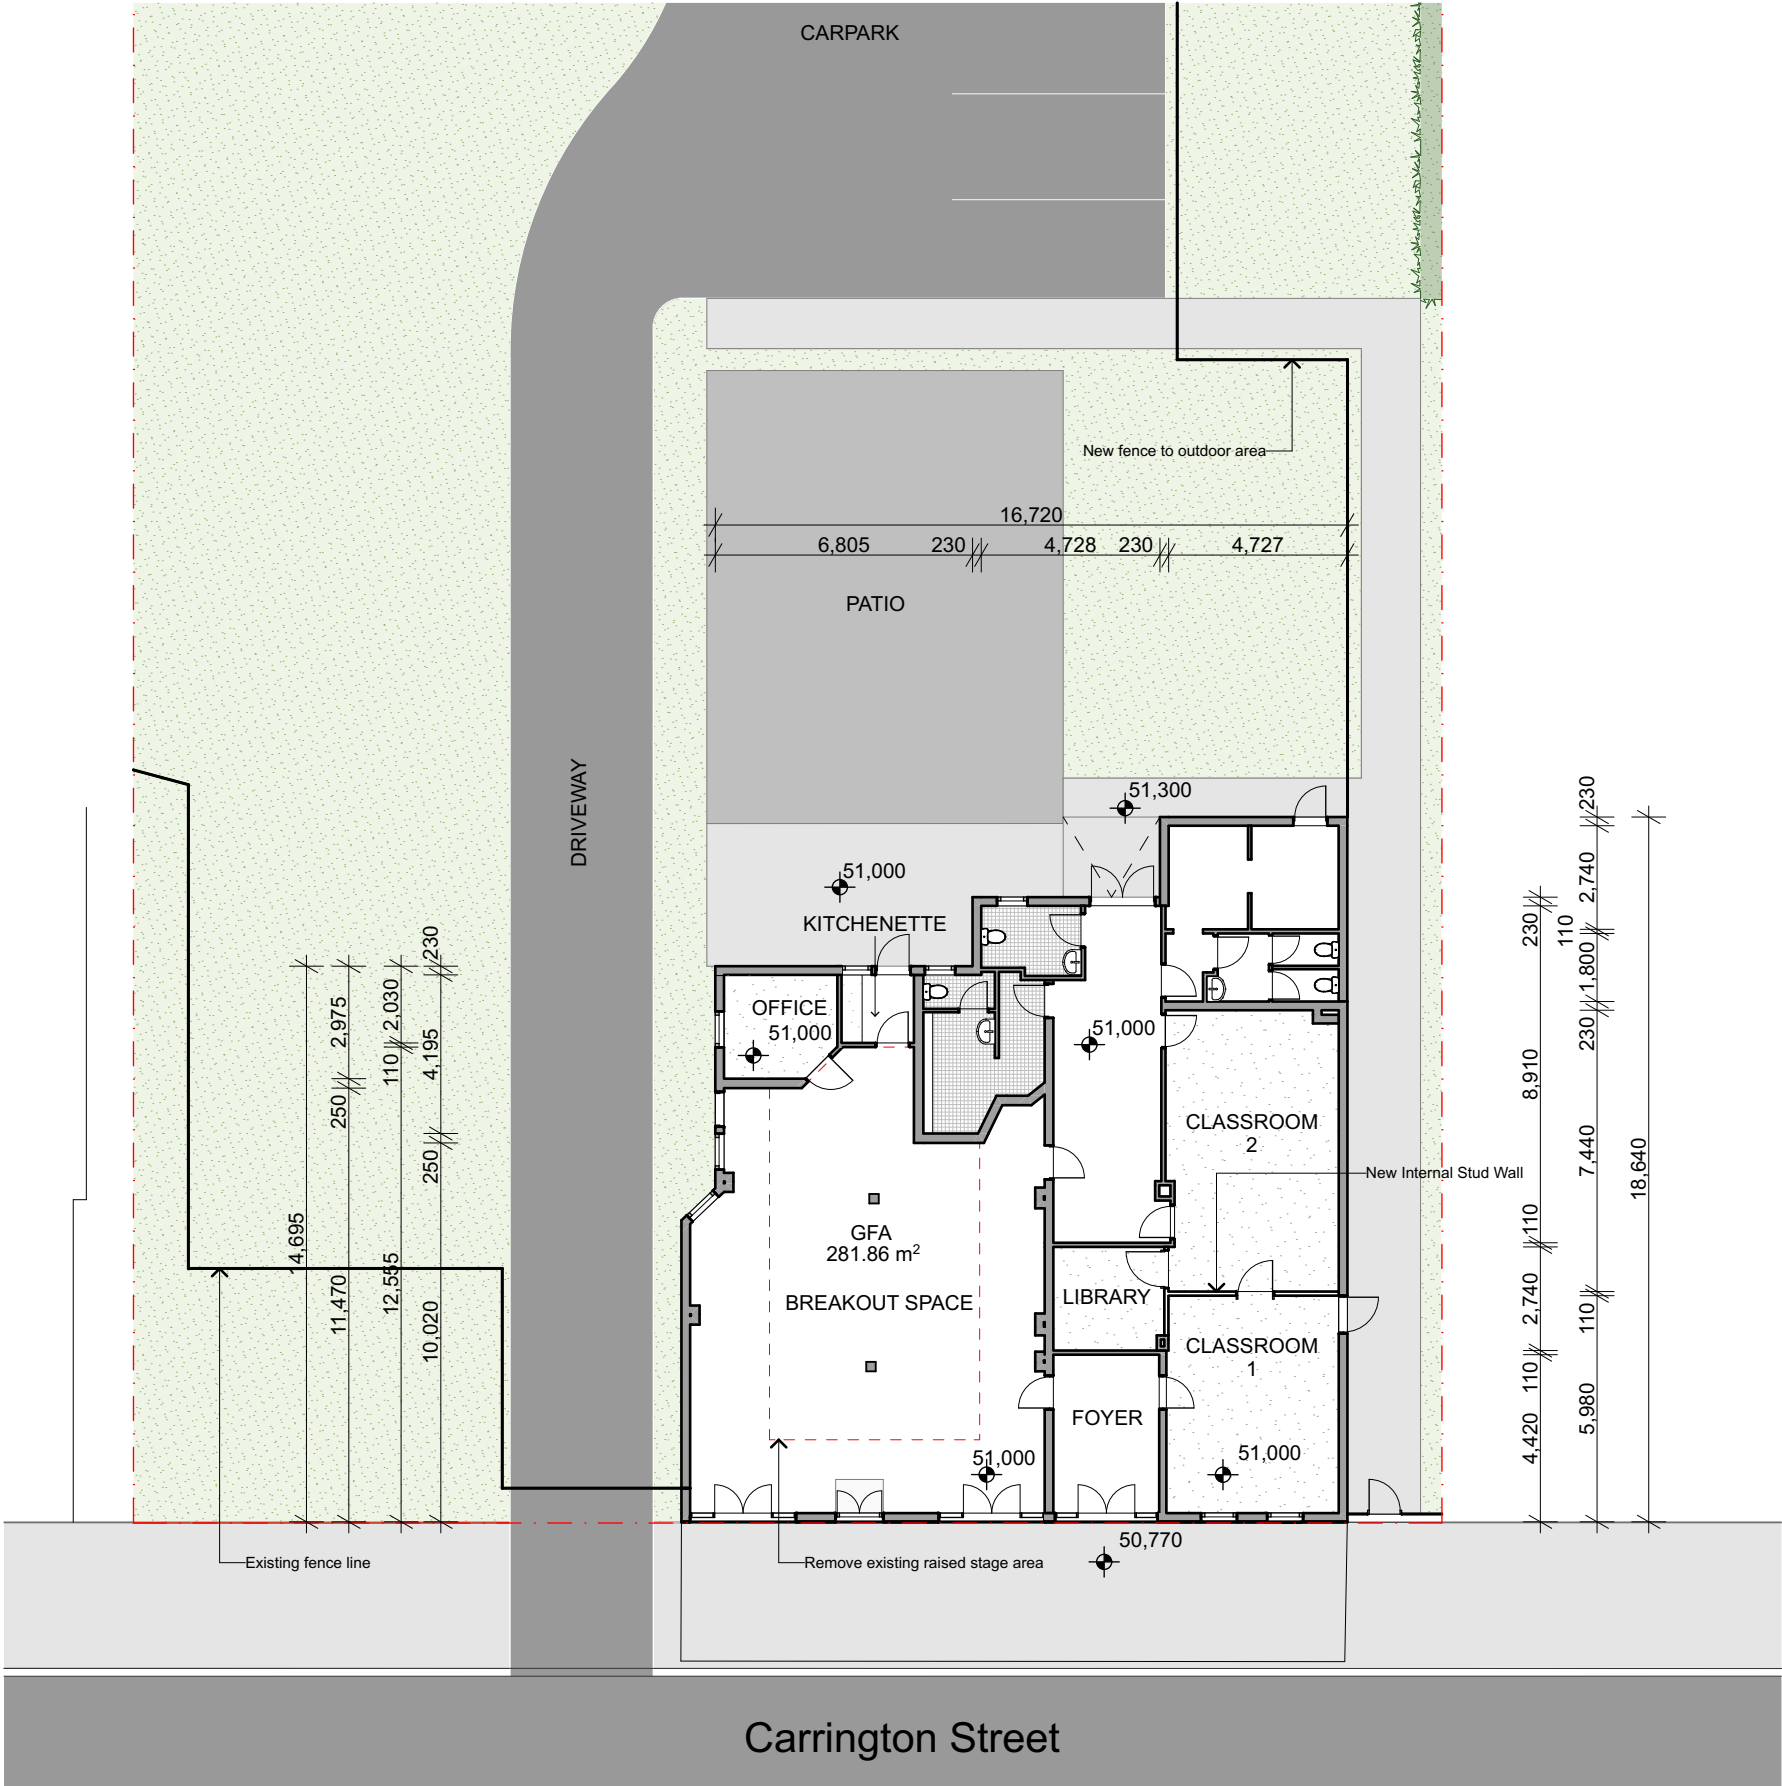 CARPARK
New fence to outdoor area
16,720
6,805
230
4,728
230
4,727
PATIO
DRIVEWAY
51,300
51,000
KITCHENETTE
OFFICE
51,000
51,000
CLASSROOM
2
New Internal Stud Wall
GFA
281.86 m²
BREAKOUT SPACE
LIBRARY
CLASSROOM
1
FOYER
51,000
51,000
50,770
Existing fence line
Remove existing raised stage area
14,695
2,975
250
11,470
2,030
110
12,555
230
4,195
250
10,020
230
8,910
110
2,740
110
4,420
230
2,740
110
1,800
230
7,440
110
5,980
18,640
Carrington Street